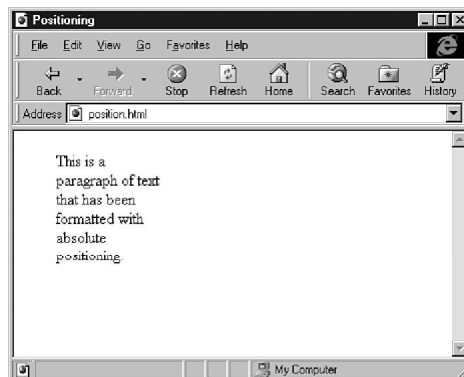 Positioning
File Edit View Go Favorites Help
Back Forward Stop Refresh Home Search Favorites History
Address position.html
This is a
paragraph of text
that has been
formatted with
absolute
positioning.
My Computer